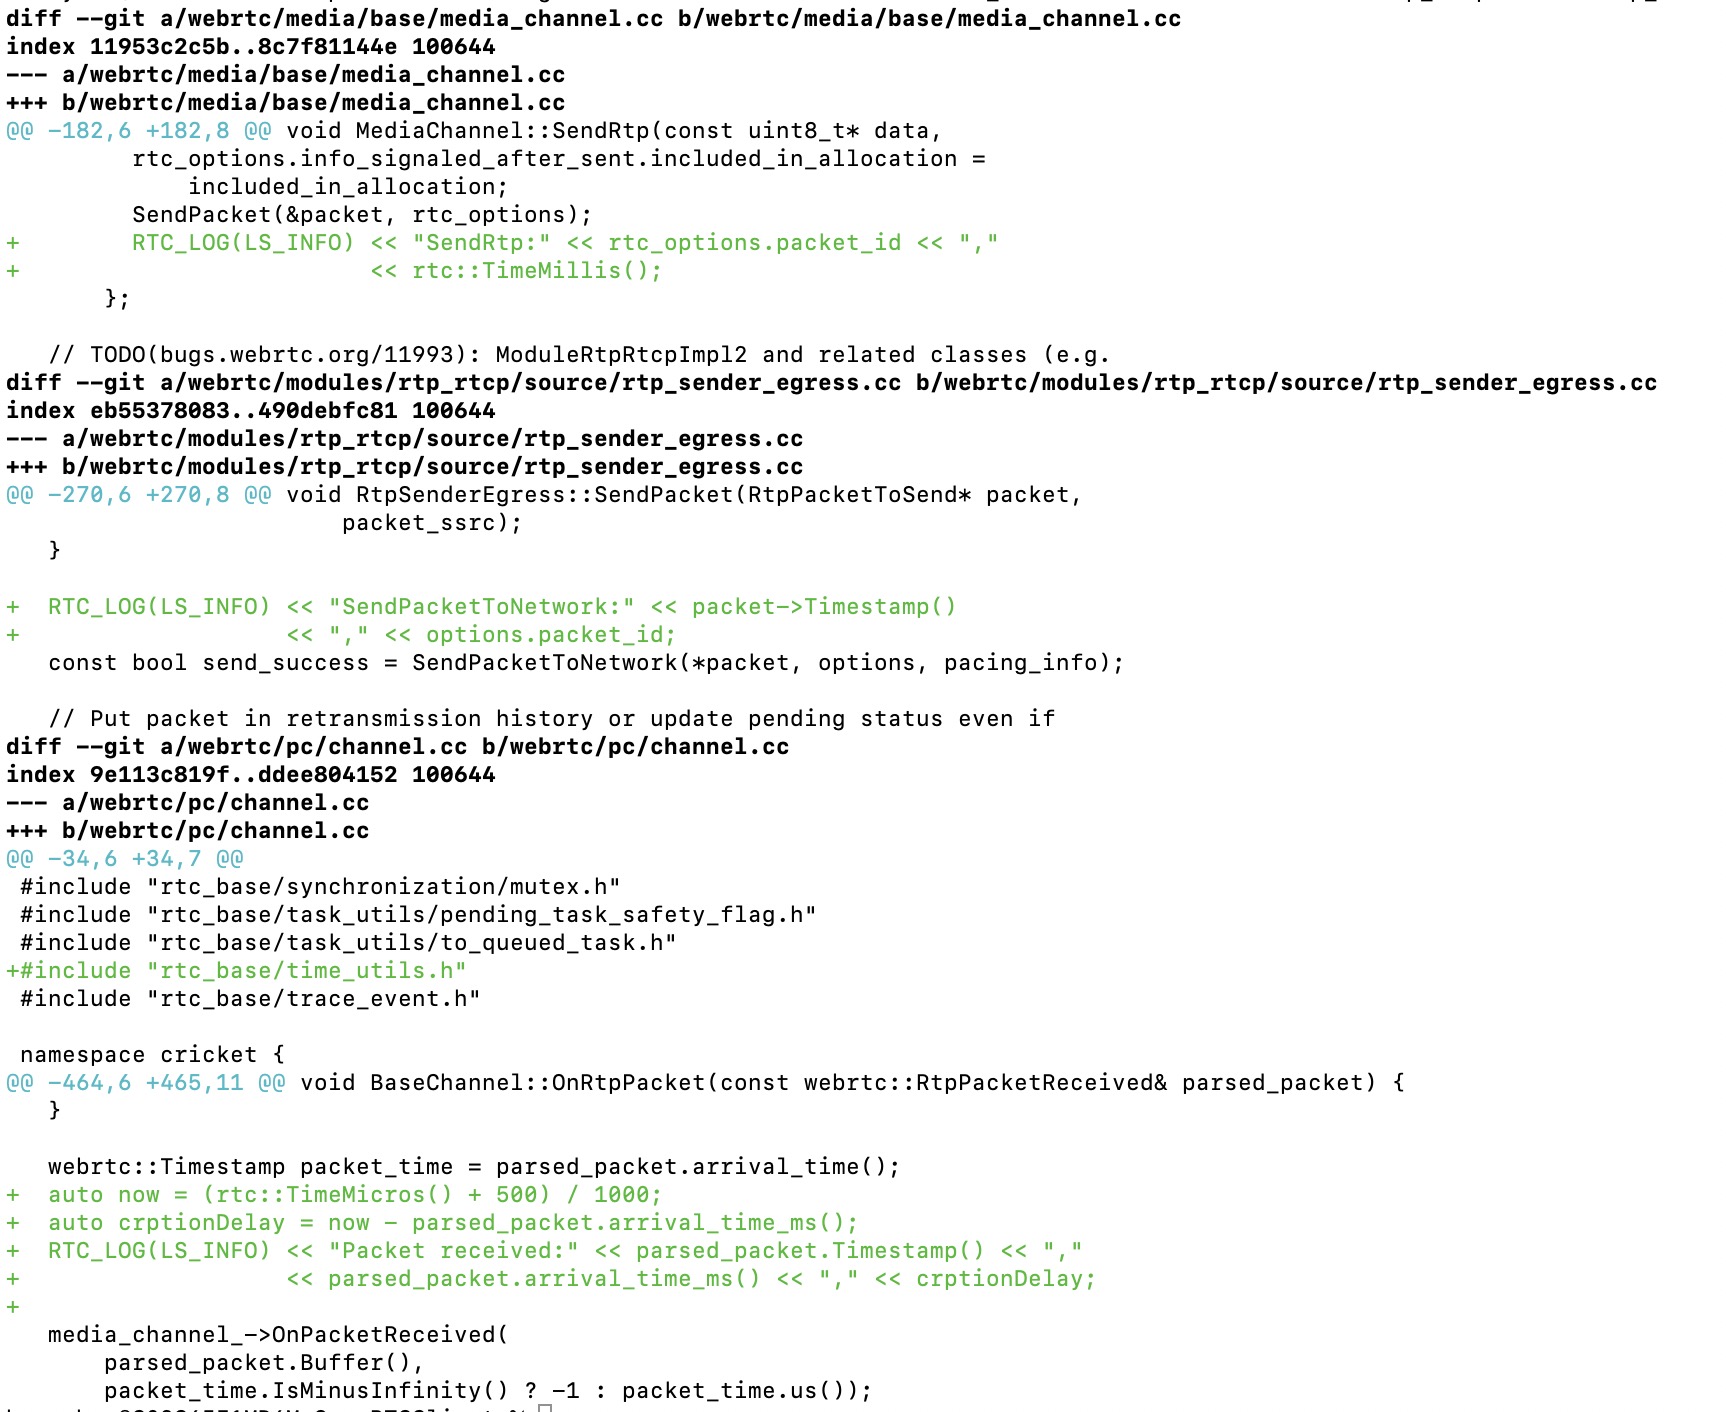 diff --git a/webrtc/media/base/media_channel.cc b/webrtc/media/base/media_channel.cc
index 11953c2c5b..8c7f81144e 100644
--- a/webrtc/media/base/media_channel.cc
+++ b/webrtc/media/base/media_channel.cc
@@ -182,6 +182,8 @@ void MediaChannel::SendRtp(const uint8_t* data,
         rtc_options.info_signaled_after_sent.included_in_allocation =
             included_in_allocation;
         SendPacket(&packet, rtc_options);
+        RTC_LOG(LS_INFO) << "SendRtp:" << rtc_options.packet_id << ","
+                         << rtc::TimeMillis();
       };
   // TODO(bugs.webrtc.org/11993): ModuleRtpRtcpImpl2 and related classes (e.g.
diff --git a/webrtc/modules/rtp_rtcp/source/rtp_sender_egress.cc b/webrtc/modules/rtp_rtcp/source/rtp_sender_egress.cc
index eb55378083..490debfc81 100644
--- a/webrtc/modules/rtp_rtcp/source/rtp_sender_egress.cc
+++ b/webrtc/modules/rtp_rtcp/source/rtp_sender_egress.cc
@@ -270,6 +270,8 @@ void RtpSenderEgress::SendPacket(RtpPacketToSend* packet,
                        packet_ssrc);
   }
+  RTC_LOG(LS_INFO) << "SendPacketToNetwork:" << packet->Timestamp()
+                   << "," << options.packet_id;
   const bool send_success = SendPacketToNetwork(*packet, options, pacing_info);
   // Put packet in retransmission history or update pending status even if
diff --git a/webrtc/pc/channel.cc b/webrtc/pc/channel.cc
index 9e113c819f..ddee804152 100644
--- a/webrtc/pc/channel.cc
+++ b/webrtc/pc/channel.cc
@@ -34,6 +34,7 @@
 #include "rtc_base/synchronization/mutex.h"
 #include "rtc_base/task_utils/pending_task_safety_flag.h"
 #include "rtc_base/task_utils/to_queued_task.h"
+#include "rtc_base/time_utils.h"
 #include "rtc_base/trace_event.h"
 namespace cricket {
@@ -464,6 +465,11 @@ void BaseChannel::OnRtpPacket(const webrtc::RtpPacketReceived& parsed_packet) {
   }
   webrtc::Timestamp packet_time = parsed_packet.arrival_time();
+  auto now = (rtc::TimeMicros() + 500) / 1000;
+  auto crptionDelay = now - parsed_packet.arrival_time_ms();
+  RTC_LOG(LS_INFO) << "Packet received:" << parsed_packet.Timestamp() << ","
+                   << parsed_packet.arrival_time_ms() << "," << crptionDelay;
+
   media_channel_->OnPacketReceived(
       parsed_packet.Buffer(),
       packet_time.IsMinusInfinity() ? -1 : packet_time.us());